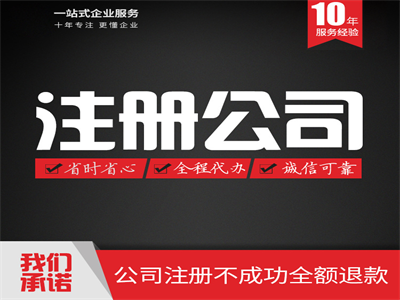 一站式企业服务
十年专注 更懂企业
10年
服务经验
注册公司
省时省心 全程代办 诚信可靠
我们
承诺
公司注册不成功全额退款